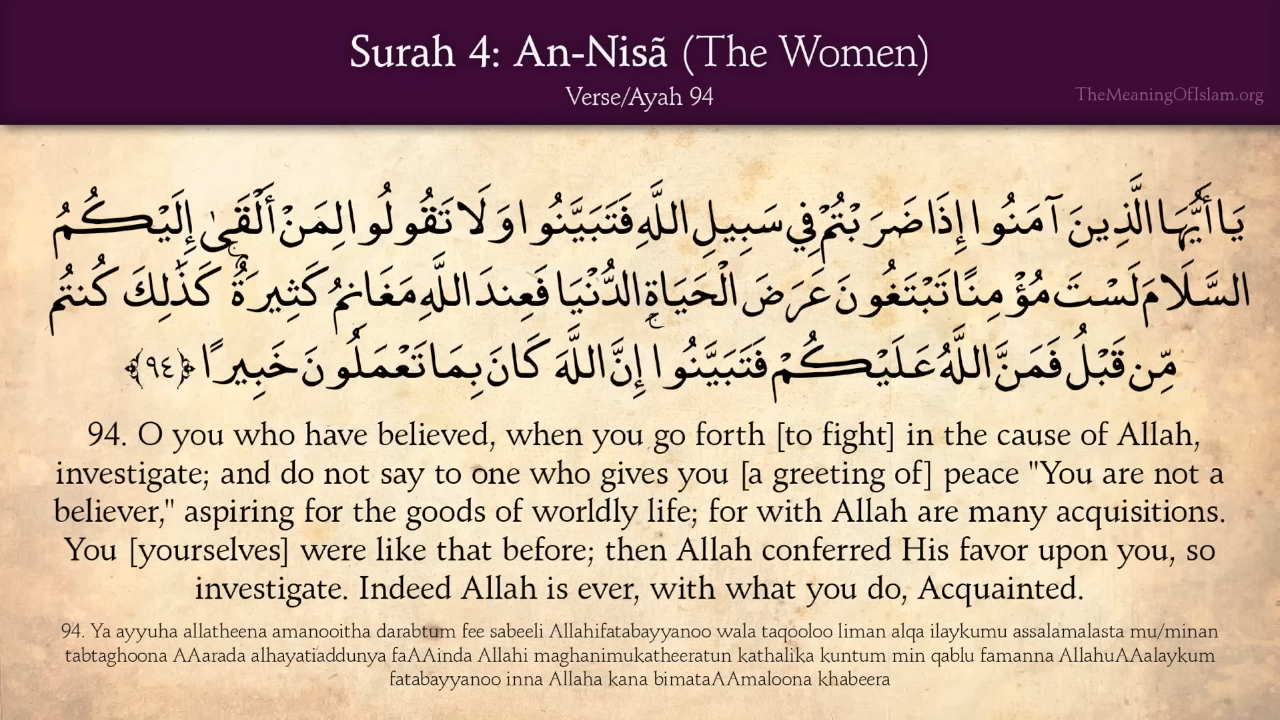 Surah 4: An-Nisã (The Women)
Verse/Ayah 94
TheMeaningOfIslam.org
يَا أَيُّهَا الَّذِينَ آمَنُوا إِذَا ضَرَبْتُمْ فِي سَبِيلِ اللَّهِ فَتَبَيَّنُوا وَلَا تَقُولُوا لِمَنْ أَلْقَىٰ إِلَيْكُمُ
السَّلَامَ لَسْتَ مُؤْمِنًا تَبْتَغُونَ عَرَضَ الْحَيَاةِ الدُّنْيَا فَعِندَ اللَّهِ مَغَانِمُ كَثِيرَةٌ ۚ كَذَٰلِكَ كُنتُم
مِّن قَبْلُ فَمَنَّ اللَّهُ عَلَيْكُمْ فَتَبَيَّنُوا ۚ إِنَّ اللَّهَ كَانَ بِمَا تَعْمَلُونَ خَبِيرًا ﴿٩٤﴾
94. O you who have believed, when you go forth [to fight] in the cause of Allah,
investigate; and do not say to one who gives you [a greeting of] peace "You are not a
believer," aspiring for the goods of worldly life; for with Allah are many acquisitions.
You [yourselves] were like that before; then Allah conferred His favor upon you, so
investigate. Indeed Allah is ever, with what you do, Acquainted.
94. Ya ayyuha allatheena amanooitha darabtum fee sabeeli Allahifatabayyanoo wala taqooloo liman alqa ilaykumu assalamalasta mu/minan
tabtaghoona AAarada alhayatiaddunya faAAinda Allahi maghanimukatheeratun kathalika kuntum min qablu famanna AllahuAAalaykum
fatabayyanoo inna Allaha kana bimataAAmaloona khabeera